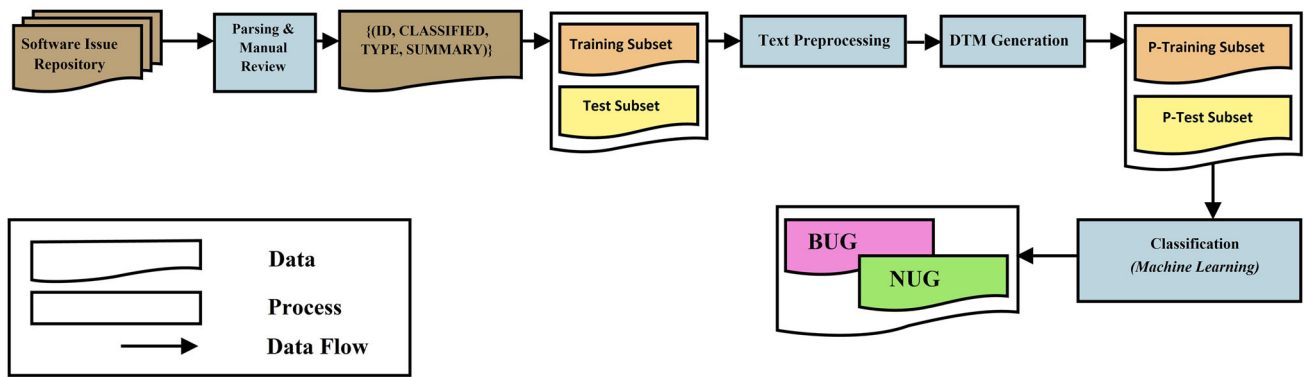 Software Issue
Repository
Parsing &
Manual
Review
{(ID, CLASSIFIED,
TYPE, SUMMARY)}
Training Subset
Test Subset
Text Preprocessing
DTM Generation
P-Training Subset
P-Test Subset
Classification
(Machine Learning)
BUG
NUG
Data
Process
Data Flow